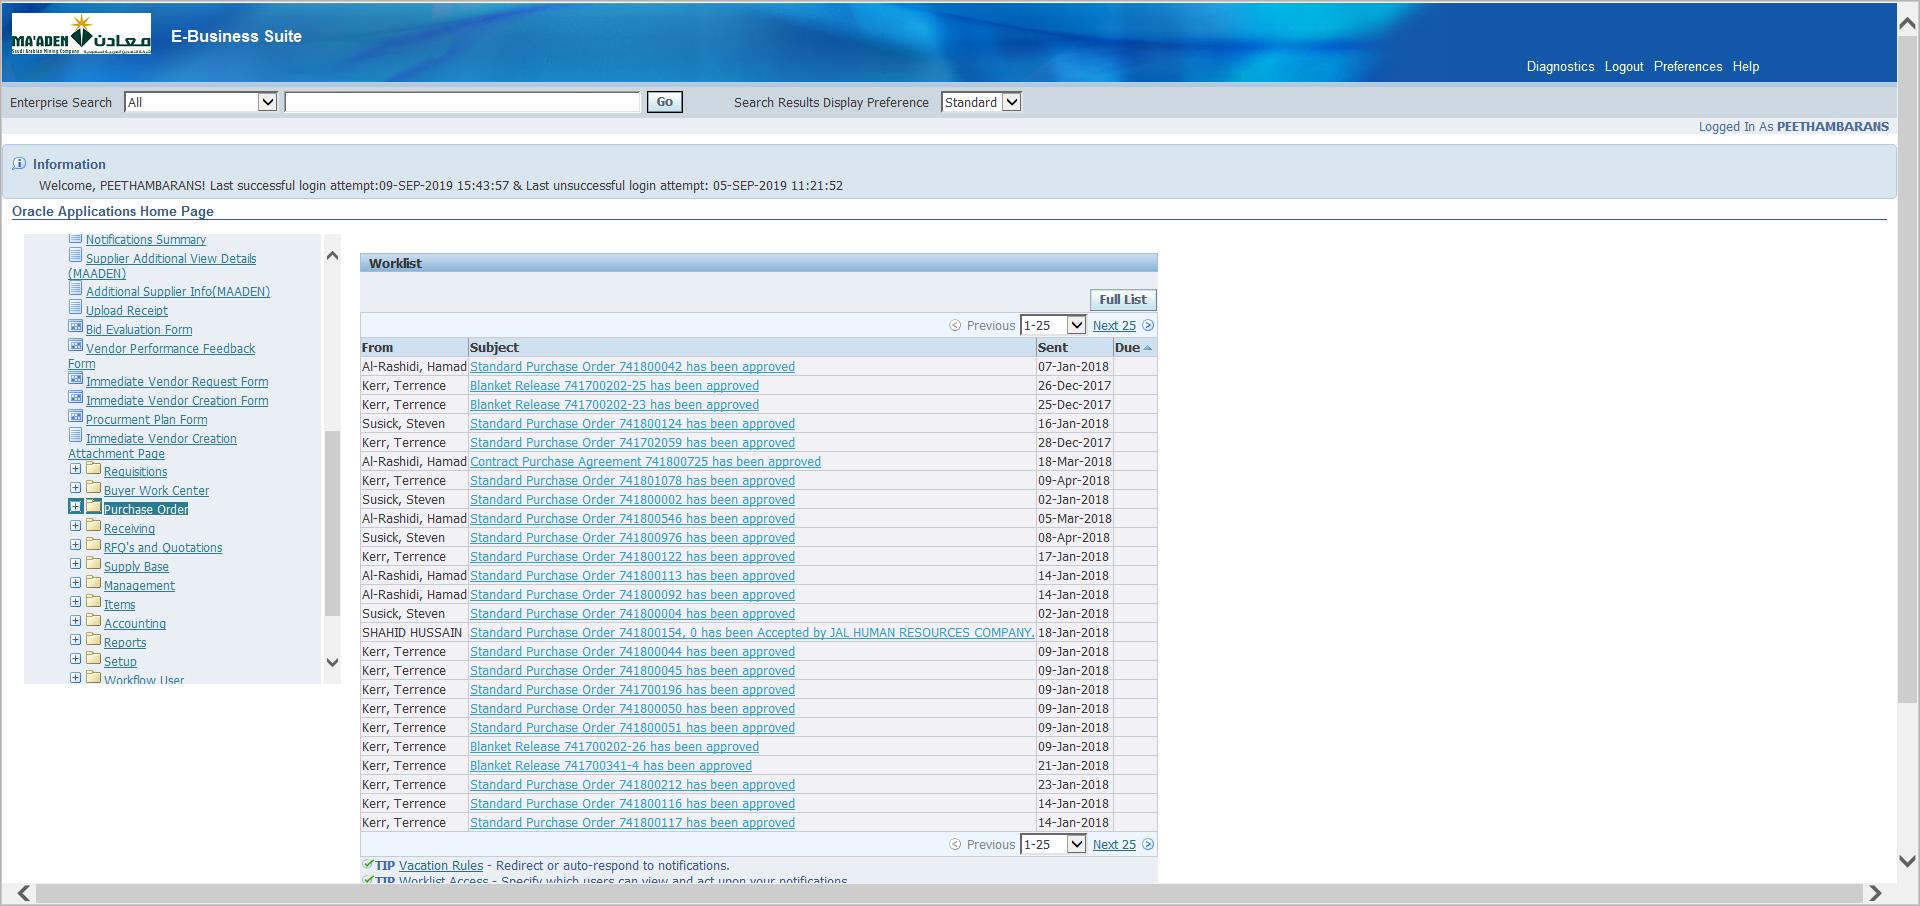 MA'ADEN معادن
Saudi Arabian Mining Company
E-Business Suite
Diagnostics Logout Preferences Help
Enterprise Search All Go Search Results Display Preference Standard
Logged In As PEETHAMBARANS
Information
Welcome, PEETHAMBARANS! Last successful login attempt:09-SEP-2019 15:43:57 & Last unsuccessful login attempt: 05-SEP-2019 11:21:52
Oracle Applications Home Page
Notifications Summary
Supplier Additional View Details
(MAADEN)
Additional Supplier Info(MAADEN)
Upload Receipt
Bid Evaluation Form
Vendor Performance Feedback
Form
Immediate Vendor Request Form
Immediate Vendor Creation Form
Procurment Plan Form
Immediate Vendor Creation
Attachment Page
Requisitions
Buyer Work Center
Purchase Order
Receiving
RFQ's and Quotations
Supply Base
Management
Items
Accounting
Reports
Setup
Workflow User
Worklist
Full List
Previous 1-25 Next 25
From Subject Sent Due
Al-Rashidi, Hamad Standard Purchase Order 741800042 has been approved 07-Jan-2018
Kerr, Terrence Blanket Release 741700202-25 has been approved 26-Dec-2017
Kerr, Terrence Blanket Release 741700202-23 has been approved 25-Dec-2017
Susick, Steven Standard Purchase Order 741800124 has been approved 16-Jan-2018
Kerr, Terrence Standard Purchase Order 741702059 has been approved 28-Dec-2017
Al-Rashidi, Hamad Contract Purchase Agreement 741800725 has been approved 18-Mar-2018
Kerr, Terrence Standard Purchase Order 741801078 has been approved 09-Apr-2018
Susick, Steven Standard Purchase Order 741800002 has been approved 02-Jan-2018
Al-Rashidi, Hamad Standard Purchase Order 741800546 has been approved 05-Mar-2018
Susick, Steven Standard Purchase Order 741800976 has been approved 08-Apr-2018
Kerr, Terrence Standard Purchase Order 741800122 has been approved 17-Jan-2018
Al-Rashidi, Hamad Standard Purchase Order 741800113 has been approved 14-Jan-2018
Al-Rashidi, Hamad Standard Purchase Order 741800092 has been approved 14-Jan-2018
Susick, Steven Standard Purchase Order 741800004 has been approved 02-Jan-2018
SHAHID HUSSAIN Standard Purchase Order 741800154, 0 has been Accepted by JAL HUMAN RESOURCES COMPANY. 18-Jan-2018
Kerr, Terrence Standard Purchase Order 741800044 has been approved 09-Jan-2018
Kerr, Terrence Standard Purchase Order 741800045 has been approved 09-Jan-2018
Kerr, Terrence Standard Purchase Order 741700196 has been approved 09-Jan-2018
Kerr, Terrence Standard Purchase Order 741800050 has been approved 09-Jan-2018
Kerr, Terrence Standard Purchase Order 741800051 has been approved 09-Jan-2018
Kerr, Terrence Blanket Release 741700202-26 has been approved 09-Jan-2018
Kerr, Terrence Blanket Release 741700341-4 has been approved 21-Jan-2018
Kerr, Terrence Standard Purchase Order 741800212 has been approved 23-Jan-2018
Kerr, Terrence Standard Purchase Order 741800116 has been approved 14-Jan-2018
Kerr, Terrence Standard Purchase Order 741800117 has been approved 14-Jan-2018
Previous 1-25 Next 25
TIP Vacation Rules - Redirect or auto-respond to notifications.
TIP Worklist Access - Specify which users can view and act upon your notifications.